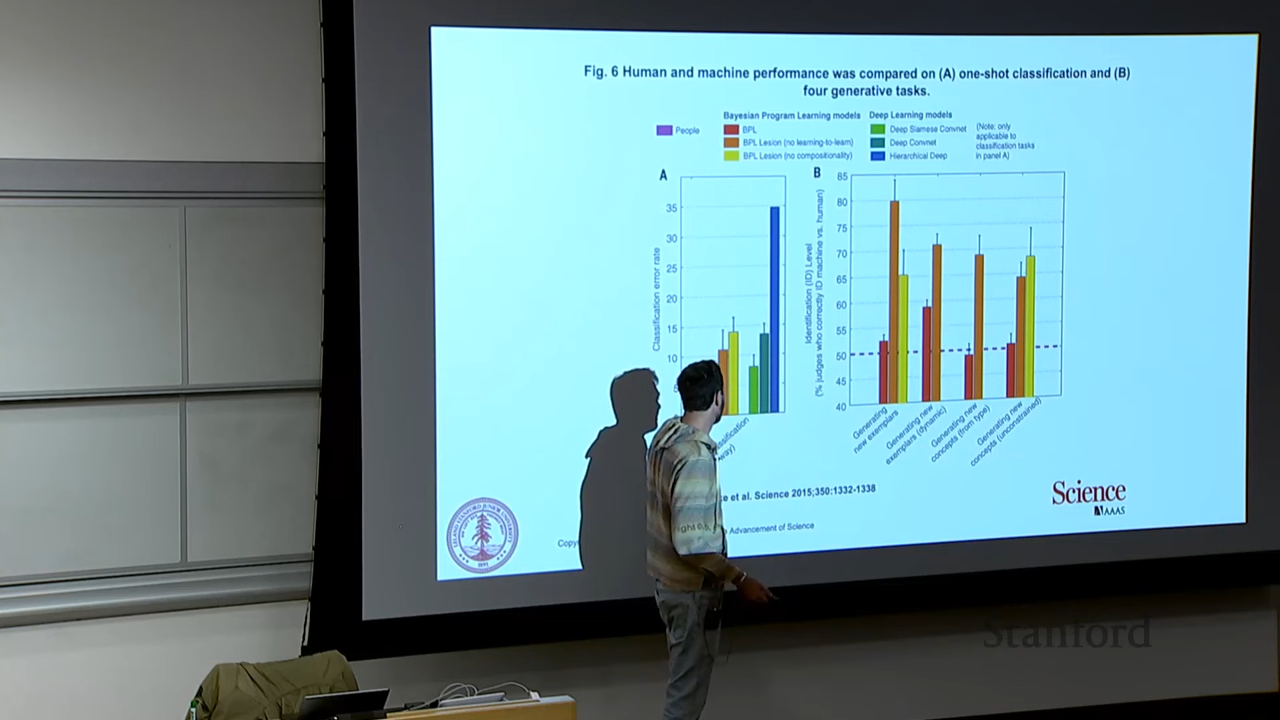 Fig. 6 Human and machine performance was compared on (A) one-shot classification and (B)
four generative tasks.
Bayesian Program Learning models
Deep Learning models
People
BPL
BPL Lesion (no learning-to-learn)
BPL Lesion (no compositionality)
Deep Siamese Convnet
Deep Convnet
Hierarchical Deep
(Note: only
applicable to
classification tasks
in panel A)
A
35
30
25
20
15
10
Classification error rate
B
85
80
75
70
65
60
55
50
45
40
Identification (ID) Level
(% judges who correctly ID machine vs. human)
Generating
new exemplars
Generating new
exemplars (dynamic)
Generating new
concepts (from type)
Generating new
concepts (unconstrained)
et al. Science 2015;350:1332-1338
Advancement of Science
Science
AAAS
LELAND STANFORD JUNIOR UNIVERSITY
1891
Stanford